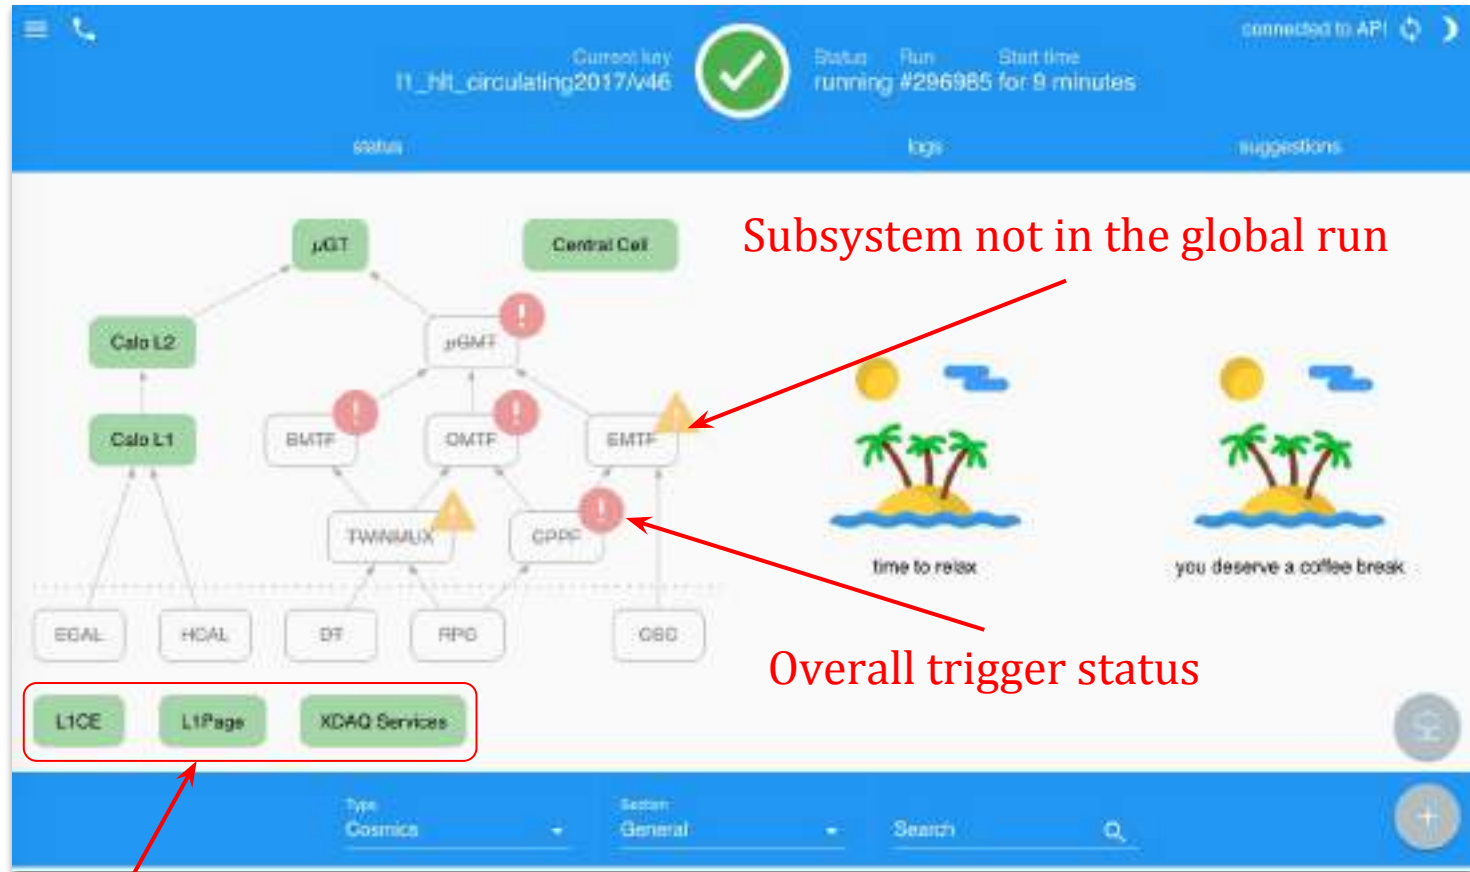 connected to API
Current key
l1_hlt_circulating2017/v46
Status Run Start time
running #296985 for 9 minutes
status
logs
suggestions
μGT
Central Cell
Subsystem not in the global run
Calo L2
μGMT
Calo L1
BMTF
OMTF
EMTF
TWINMUX
CPPF
time to relax
you deserve a coffee break
ECAL
HCAL
DT
RPC
CSC
Overall trigger status
L1CE
L1Page
XDAQ Services
Type
Cosmics
Section
General
Search